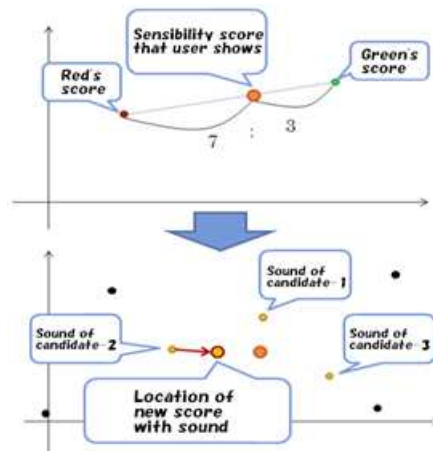 Sensibility score
that user shows
Green's
score
Red's
score
7 : 3
Sound of
candidate-1
Sound of
candidate-2
Sound of
candidate-3
Location of
new score
with sound